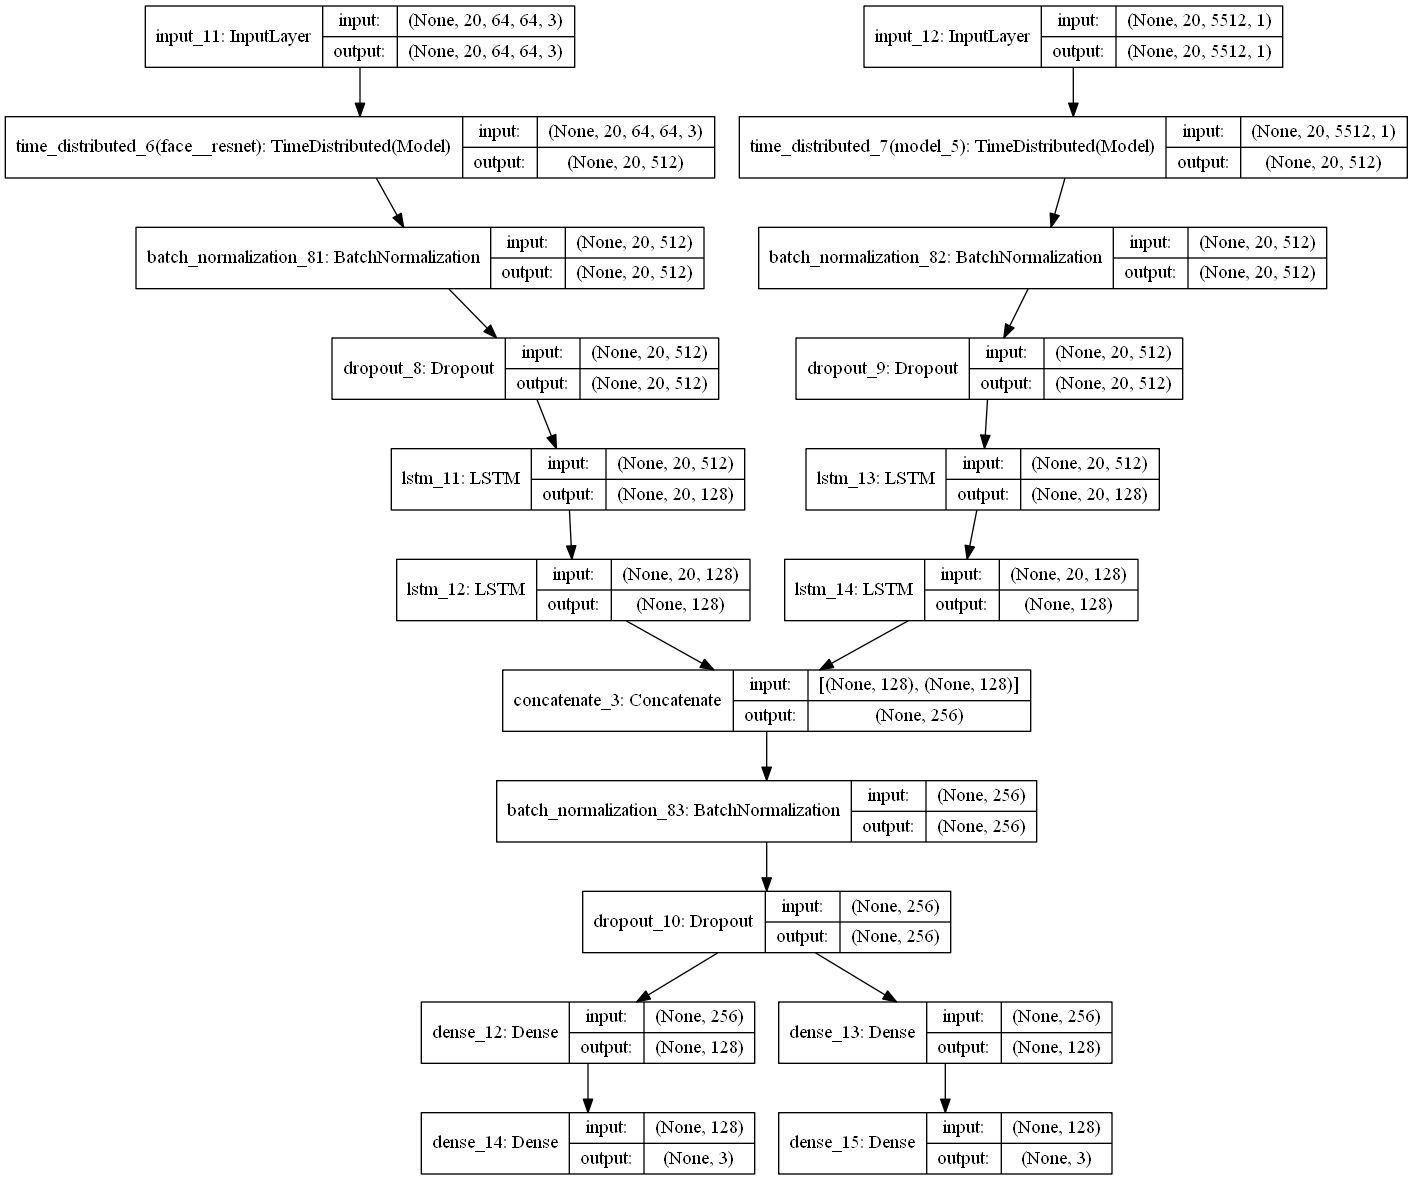 input_11: InputLayer
input: (None, 20, 64, 64, 3)
output: (None, 20, 64, 64, 3)
input_12: InputLayer
input: (None, 20, 5512, 1)
output: (None, 20, 5512, 1)
time_distributed_6(face__resnet): TimeDistributed(Model)
input: (None, 20, 64, 64, 3)
output: (None, 20, 512)
time_distributed_7(model_5): TimeDistributed(Model)
input: (None, 20, 5512, 1)
output: (None, 20, 512)
batch_normalization_81: BatchNormalization
input: (None, 20, 512)
output: (None, 20, 512)
batch_normalization_82: BatchNormalization
input: (None, 20, 512)
output: (None, 20, 512)
dropout_8: Dropout
input: (None, 20, 512)
output: (None, 20, 512)
dropout_9: Dropout
input: (None, 20, 512)
output: (None, 20, 512)
lstm_11: LSTM
input: (None, 20, 512)
output: (None, 20, 128)
lstm_13: LSTM
input: (None, 20, 512)
output: (None, 20, 128)
lstm_12: LSTM
input: (None, 20, 128)
output: (None, 128)
lstm_14: LSTM
input: (None, 20, 128)
output: (None, 128)
concatenate_3: Concatenate
input: [(None, 128), (None, 128)]
output: (None, 256)
batch_normalization_83: BatchNormalization
input: (None, 256)
output: (None, 256)
dropout_10: Dropout
input: (None, 256)
output: (None, 256)
dense_12: Dense
input: (None, 256)
output: (None, 128)
dense_13: Dense
input: (None, 256)
output: (None, 128)
dense_14: Dense
input: (None, 128)
output: (None, 3)
dense_15: Dense
input: (None, 128)
output: (None, 3)